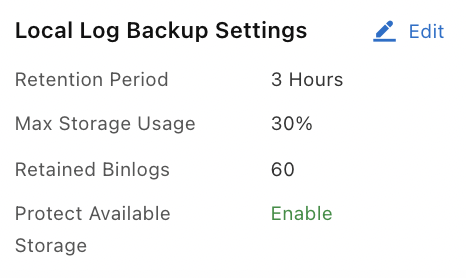 Local Log Backup Settings Edit
Retention Period 3 Hours
Max Storage Usage 30%
Retained Binlogs 60
Protect Available Enable
Storage